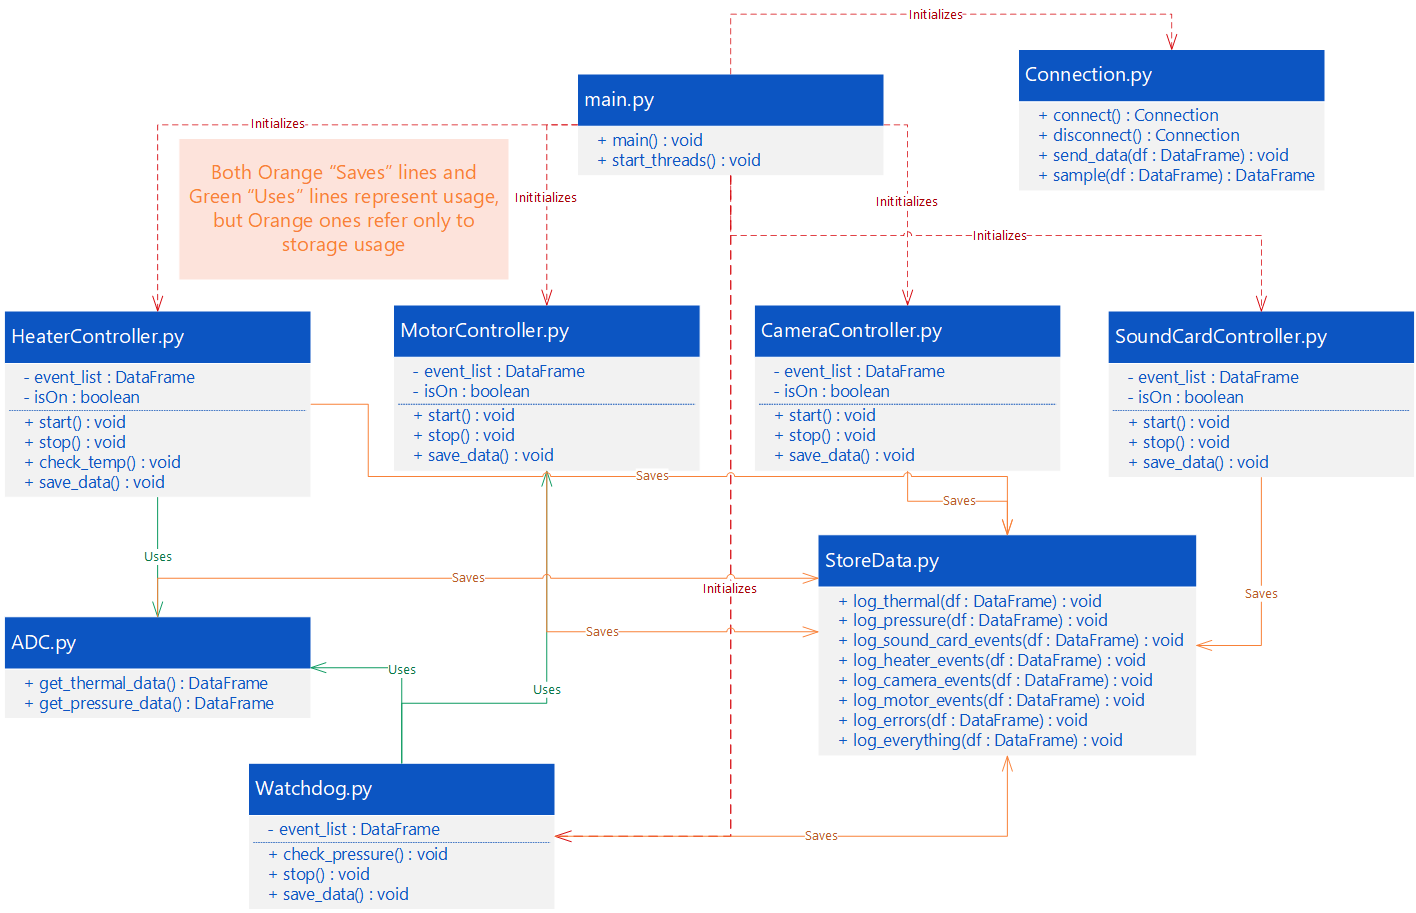 Initializes
main.py
+ main() : void
+ start_threads() : void
Connection.py
+ connect() : Connection
+ disconnect() : Connection
+ send_data(df : DataFrame) : void
+ sample(df : DataFrame) : DataFrame
Initializes
Both Orange “Saves” lines and
Green “Uses” lines represent usage,
but Orange ones refer only to
storage usage
Inititializes
Inititializes
Initializes
HeaterController.py
- event_list : DataFrame
- isOn : boolean
+ start() : void
+ stop() : void
+ check_temp() : void
+ save_data() : void
MotorController.py
- event_list : DataFrame
- isOn : boolean
+ start() : void
+ stop() : void
+ save_data() : void
CameraController.py
- event_list : DataFrame
- isOn : boolean
+ start() : void
+ stop() : void
+ save_data() : void
SoundCardController.py
- event_list : DataFrame
- isOn : boolean
+ start() : void
+ stop() : void
+ save_data() : void
Saves
Saves
Uses
Saves
Initializes
Saves
Saves
StoreData.py
+ log_thermal(df : DataFrame) : void
+ log_pressure(df : DataFrame) : void
+ log_sound_card_events(df : DataFrame) : void
+ log_heater_events(df : DataFrame) : void
+ log_camera_events(df : DataFrame) : void
+ log_motor_events(df : DataFrame) : void
+ log_errors(df : DataFrame) : void
+ log_everything(df : DataFrame) : void
ADC.py
+ get_thermal_data() : DataFrame
+ get_pressure_data() : DataFrame
Uses
Uses
Watchdog.py
- event_list : DataFrame
+ check_pressure() : void
+ stop() : void
+ save_data() : void
Saves